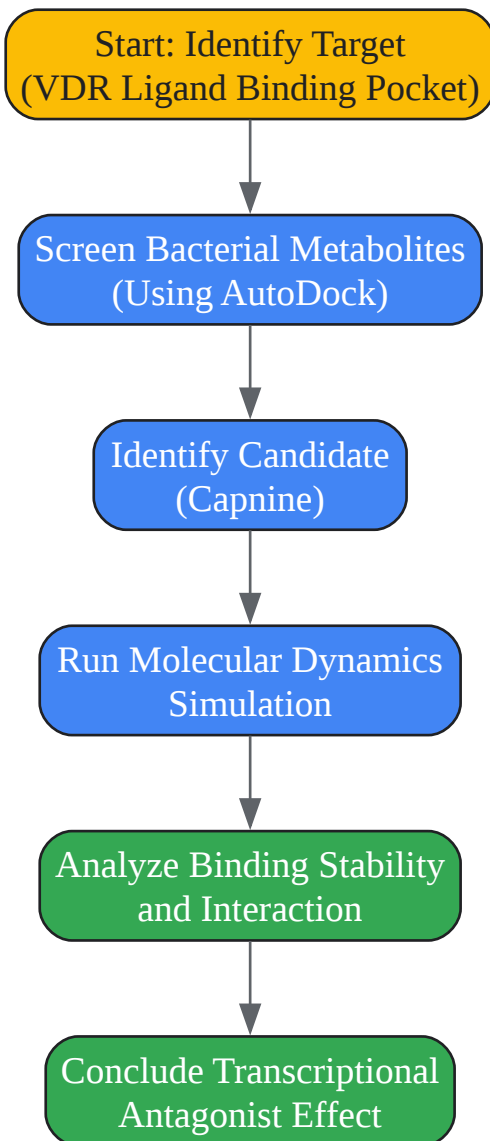 Start: Identify Target
(VDR Ligand Binding Pocket)
Screen Bacterial Metabolites
(Using AutoDock)
Identify Candidate
(Capnine)
Run Molecular Dynamics
Simulation
Analyze Binding Stability
and Interaction
Conclude Transcriptional
Antagonist Effect